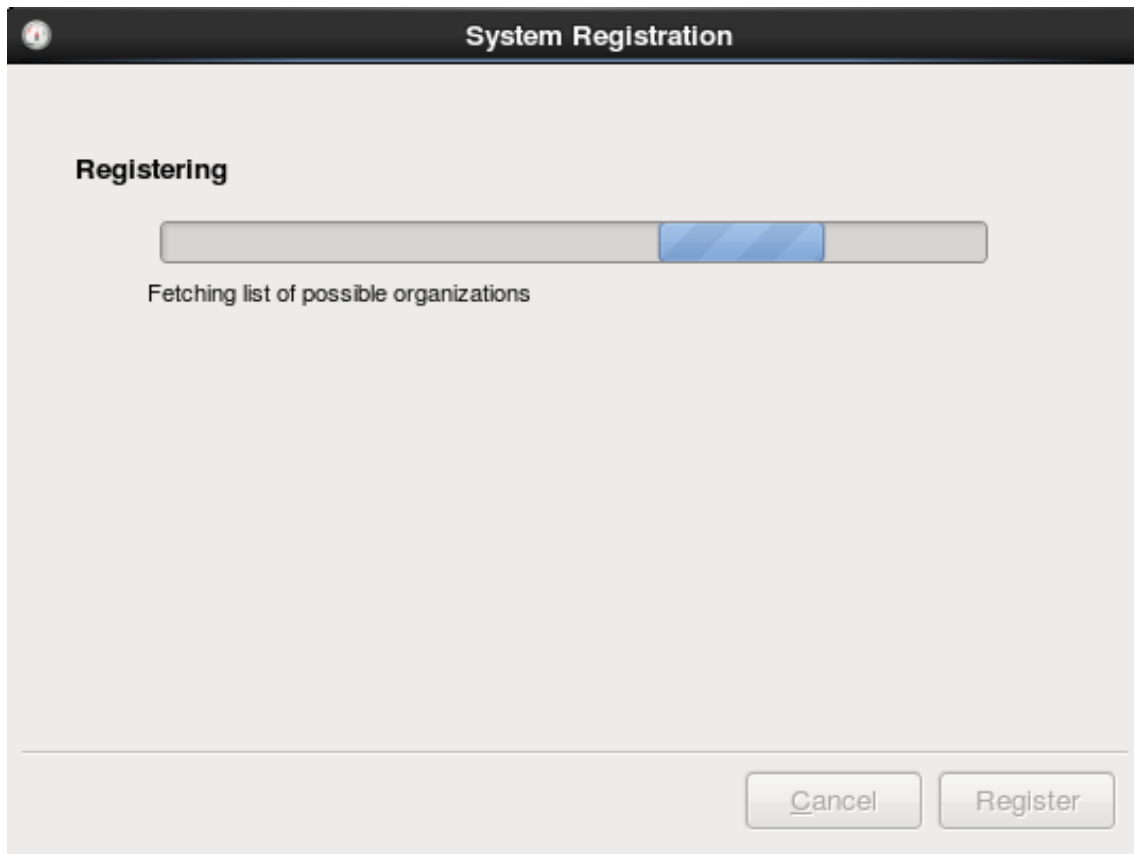 System Registration
Registering
Fetching list of possible organizations
Cancel
Register